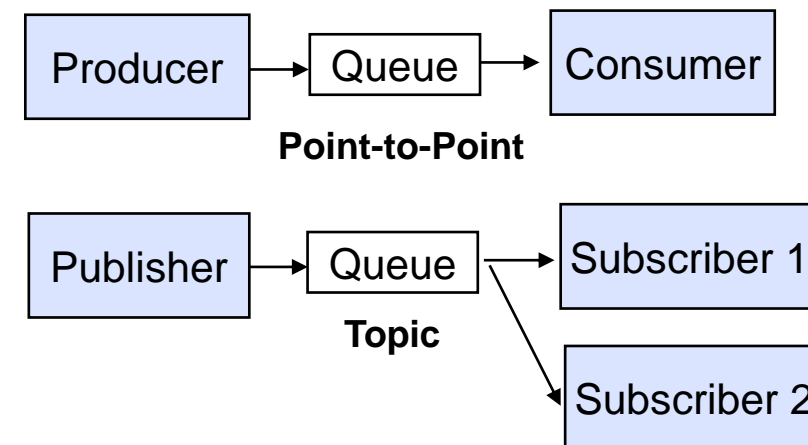 Producer
Queue
Consumer
Point-to-Point
Publisher
Queue
Subscriber 1
Topic
Subscriber 2